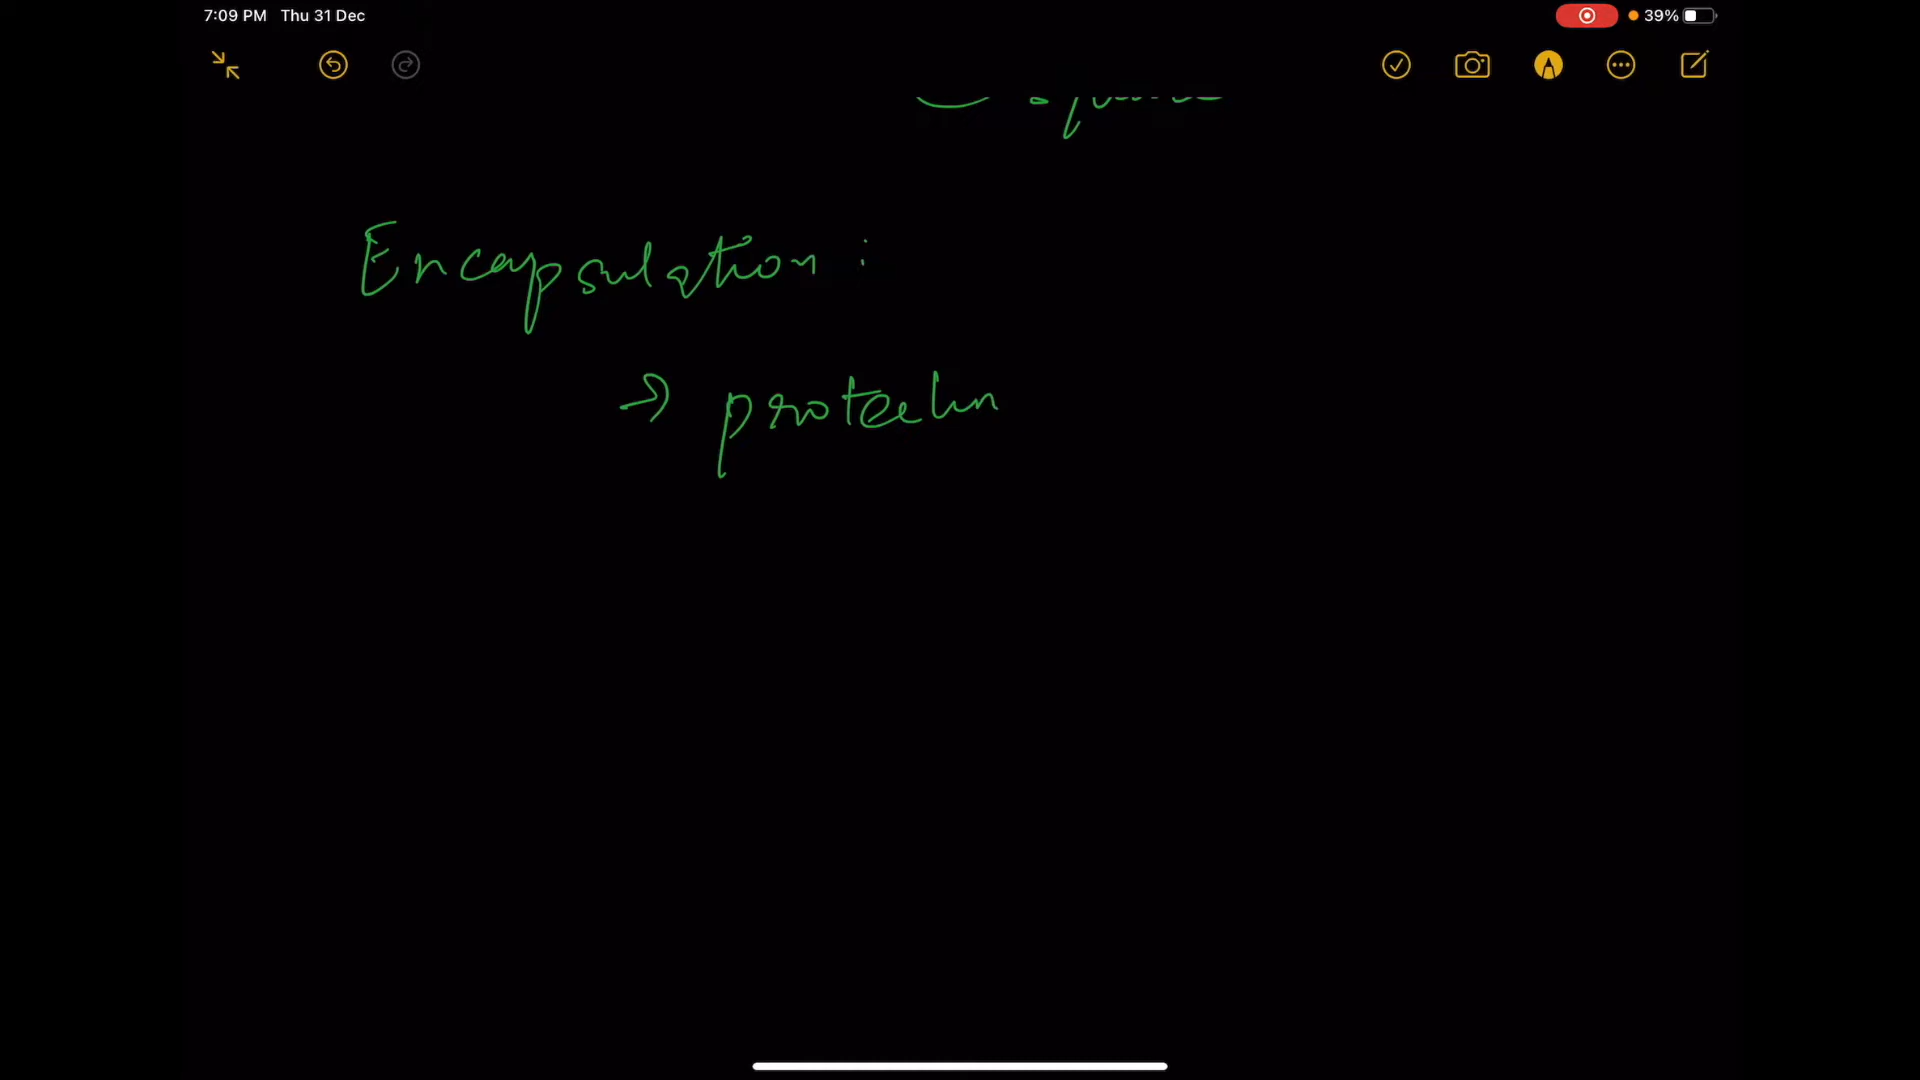 7:09 PM Thu 31 Dec
39%
Encapsulation :
→ protection